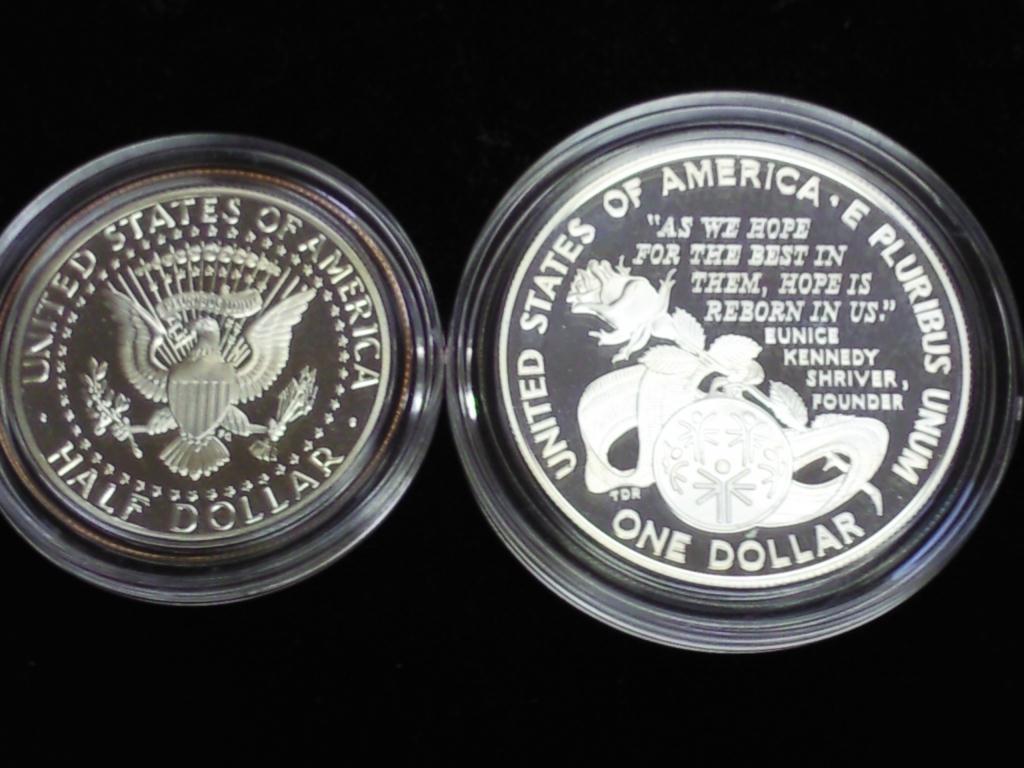 UNITED STATES OF AMERICA
HALF DOLLAR
UNITED STATES OF AMERICA · E PLURIBUS UNUM
"AS WE HOPE
FOR THE BEST IN
THEM, HOPE IS
REBORN IN US."
EUNICE
KENNEDY
SHRIVER,
FOUNDER
TDR
ONE DOLLAR